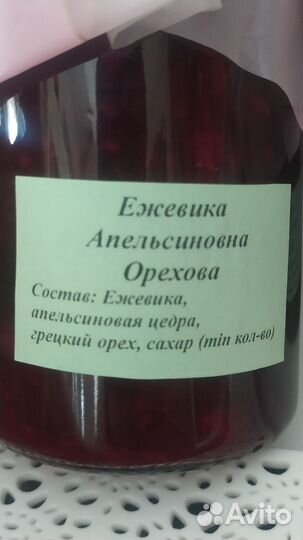 Ежевика
Апельсиновна
Орехова
Состав: Ежевика,
апельсиновая цедра,
грецкий орех, сахар (min кол-во)
Avito